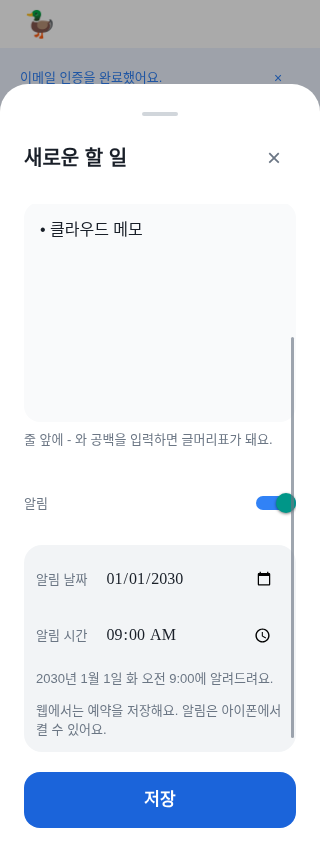 이메일 인증을 완료했어요. ×
새로운 할 일 ×
• 클라우드 메모
줄 앞에 - 와 공백을 입력하면 글머리표가 돼요.
알림
알림 날짜 01/01/2030
알림 시간 09:00 AM
2030년 1월 1일 화 오전 9:00에 알려드려요.
웹에서는 예약을 저장해요. 알림은 아이폰에서
켤 수 있어요.
저장